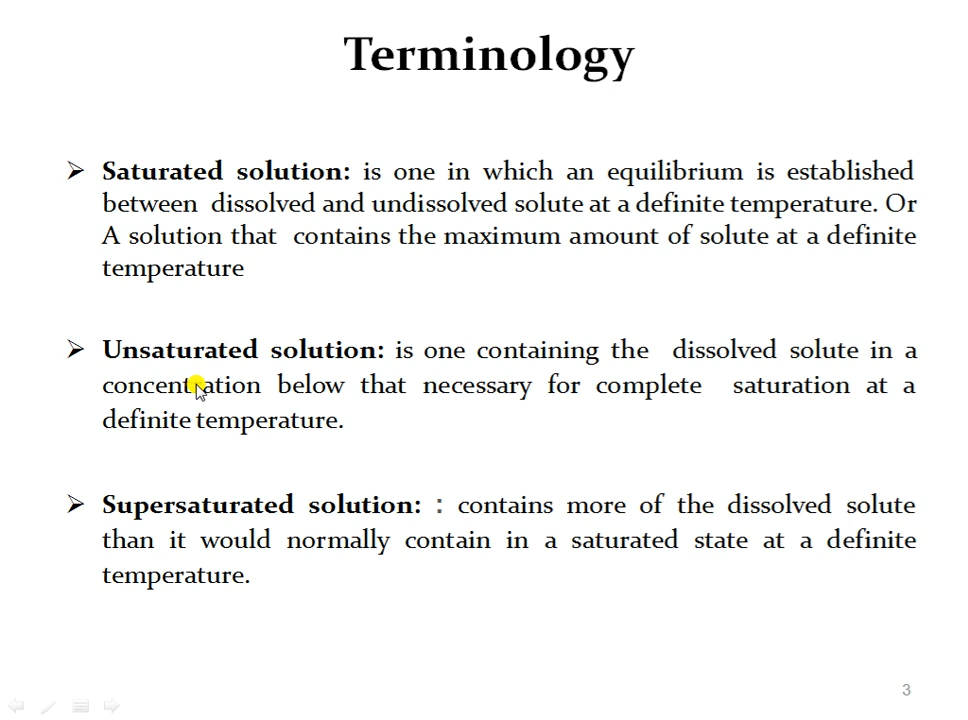 Terminology
➢ Saturated solution: is one in which an equilibrium is established
between dissolved and undissolved solute at a definite temperature. Or
A solution that contains the maximum amount of solute at a definite
temperature
➢ Unsaturated solution: is one containing the dissolved solute in a
concentration below that necessary for complete saturation at a
definite temperature.
➢ Supersaturated solution: : contains more of the dissolved solute
than it would normally contain in a saturated state at a definite
temperature.
3